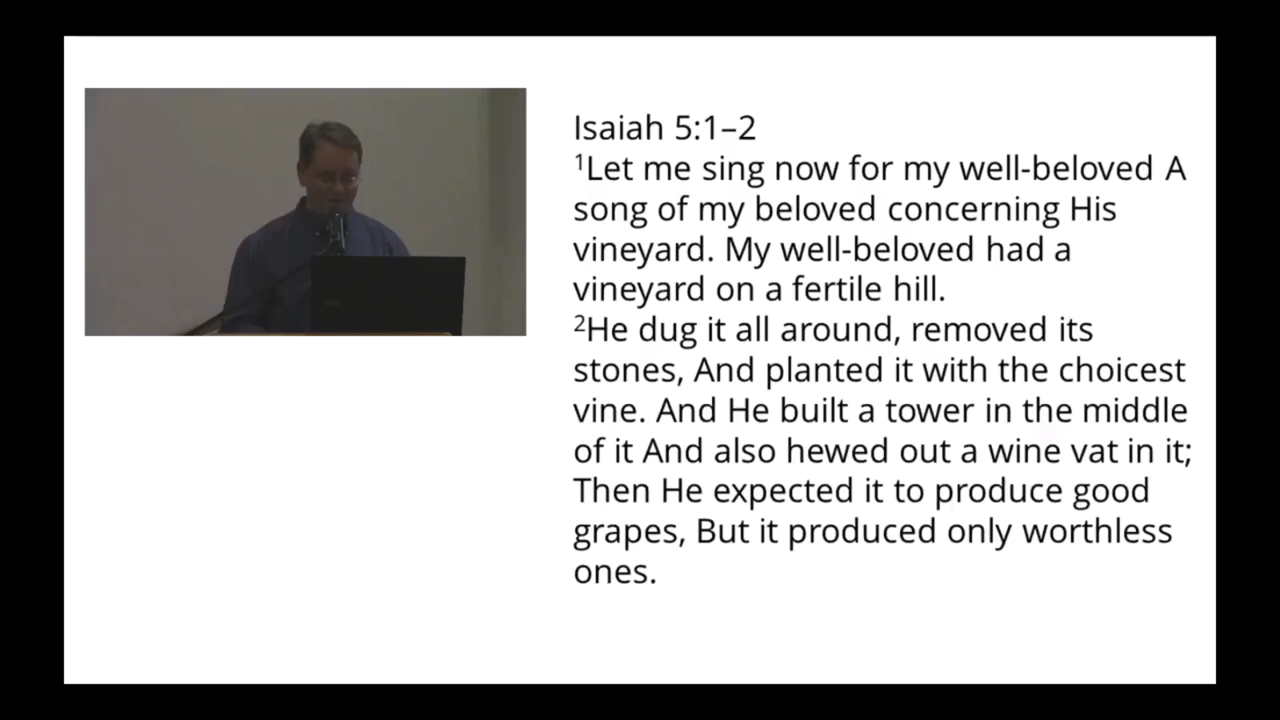 Isaiah 5:1–2
¹Let me sing now for my well-beloved A
song of my beloved concerning His
vineyard. My well-beloved had a
vineyard on a fertile hill.
²He dug it all around, removed its
stones, And planted it with the choicest
vine. And He built a tower in the middle
of it And also hewed out a wine vat in it;
Then He expected it to produce good
grapes, But it produced only worthless
ones.